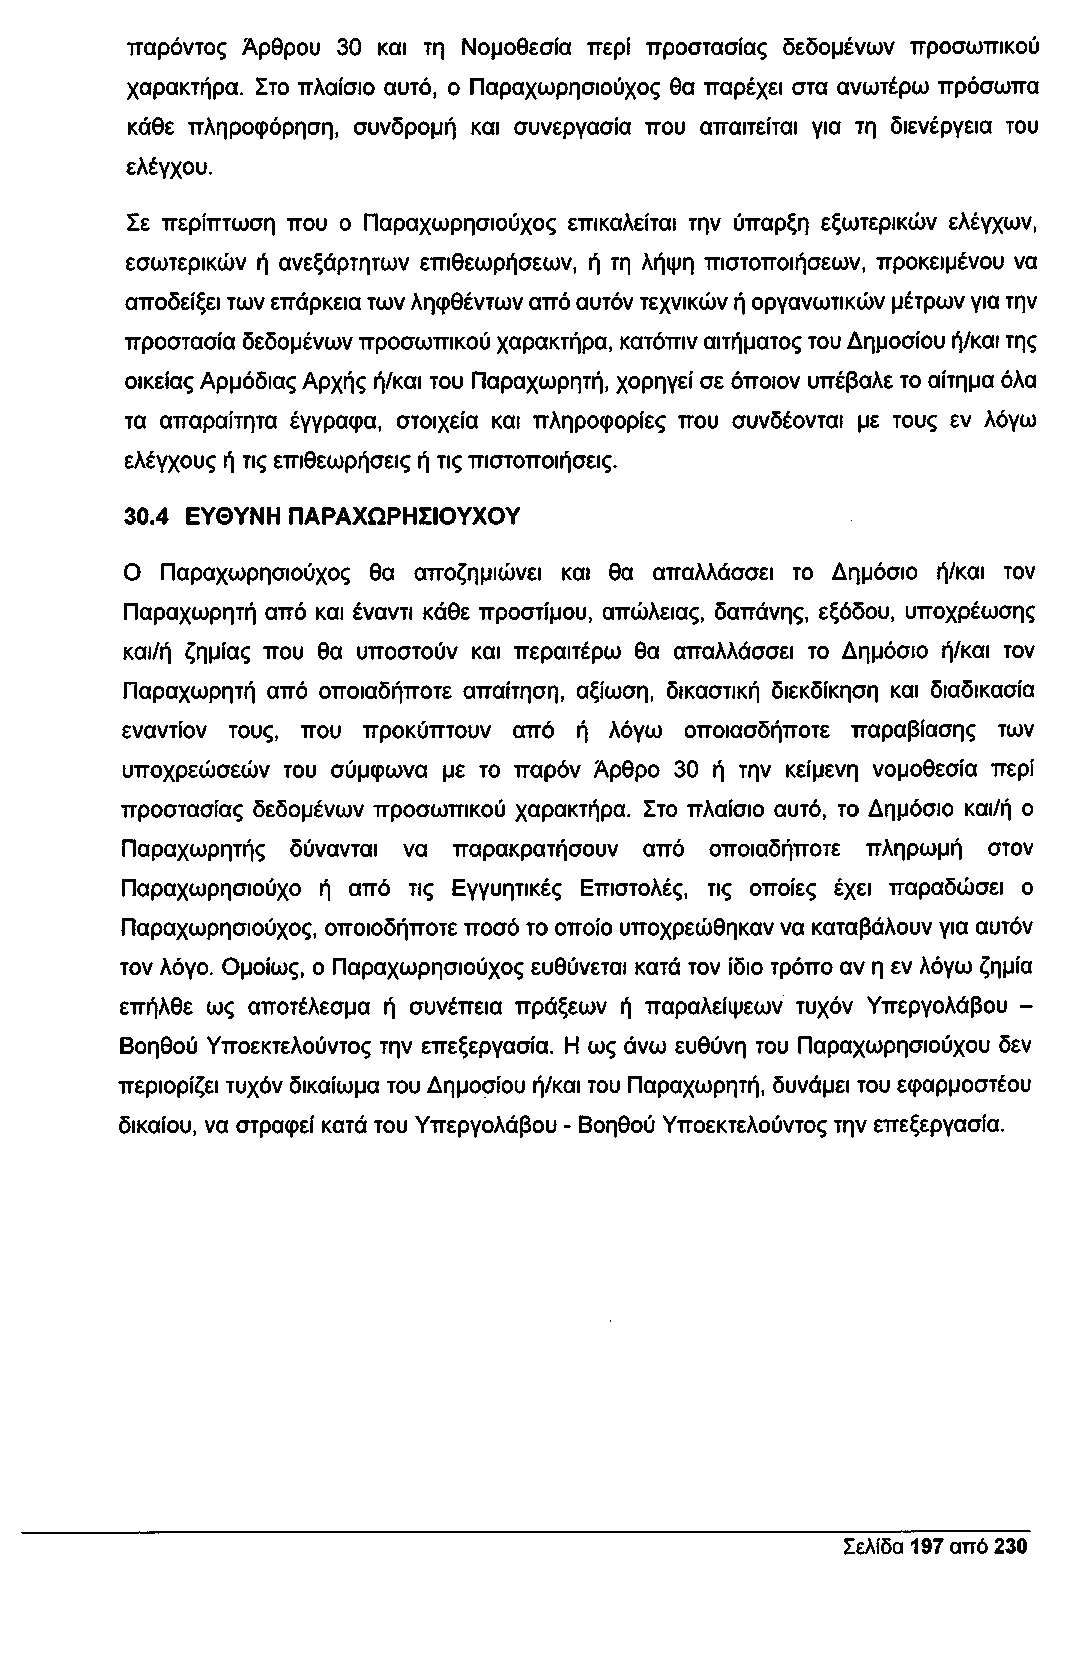 παρόντος Άρθρου 30 και τη Νομοθεσία περί προστασίας δεδομένων προσωπικού
χαρακτήρα. Στο πλαίσιο αυτό, ο Παραχωρησιούχος θα παρέχει στα ανωτέρω πρόσωπα
κάθε πληροφόρηση, συνδρομή και συνεργασία που απαιτείται για τη διενέργεια του
ελέγχου.
Σε περίπτωση που ο Παραχωρησιούχος επικαλείται την ύπαρξη εξωτερικών ελέγχων,
εσωτερικών ή ανεξάρτητων επιθεωρήσεων, ή τη λήψη πιστοποιήσεων, προκειμένου να
αποδείξει των επάρκεια των ληφθέντων από αυτόν τεχνικών ή οργανωτικών μέτρων για την
προστασία δεδομένων προσωπικού χαρακτήρα, κατόπιν αιτήματος του Δημοσίου ή/και της
οικείας Αρμόδιας Αρχής ή/και του Παραχωρητή, χορηγεί σε όποιον υπέβαλε το αίτημα όλα
τα απαραίτητα έγγραφα, στοιχεία και πληροφορίες που συνδέονται με τους εν λόγω
ελέγχους ή τις επιθεωρήσεις ή τις πιστοποιήσεις.
30.4 ΕΥΘΥΝΗ ΠΑΡΑΧΩΡΗΣΙΟΥΧΟΥ
Ο Παραχωρησιούχος θα αποζημιώνει και θα απαλλάσσει το Δημόσιο ή/και τον
Παραχωρητή από και έναντι κάθε προστίμου, απώλειας, δαπάνης, εξόδου, υποχρέωσης
και/ή ζημίας που θα υποστούν και περαιτέρω θα απαλλάσσει το Δημόσιο ή/και τον
Παραχωρητή από οποιαδήποτε απαίτηση, αξίωση, δικαστική διεκδίκηση και διαδικασία
εναντίον τους, που προκύπτουν από ή λόγω οποιασδήποτε παραβίασης των
υποχρεώσεών του σύμφωνα με το παρόν Άρθρο 30 ή την κείμενη νομοθεσία περί
προστασίας δεδομένων προσωπικού χαρακτήρα. Στο πλαίσιο αυτό, το Δημόσιο και/ή ο
Παραχωρητής δύνανται να παρακρατήσουν από οποιαδήποτε πληρωμή στον
Παραχωρησιούχο ή από τις Εγγυητικές Επιστολές, τις οποίες έχει παραδώσει ο
Παραχωρησιούχος, οποιοδήποτε ποσό το οποίο υποχρεώθηκαν να καταβάλουν για αυτόν
τον λόγο. Ομοίως, ο Παραχωρησιούχος ευθύνεται κατά τον ίδιο τρόπο αν η εν λόγω ζημία
επήλθε ως αποτέλεσμα ή συνέπεια πράξεων ή παραλείψεων τυχόν Υπεργολάβου –
Βοηθού Υποεκτελούντος την επεξεργασία. Η ως άνω ευθύνη του Παραχωρησιούχου δεν
περιορίζει τυχόν δικαίωμα του Δημοσίου ή/και του Παραχωρητή, δυνάμει του εφαρμοστέου
δικαίου, να στραφεί κατά του Υπεργολάβου - Βοηθού Υποεκτελούντος την επεξεργασία.
Σελίδα 197 από 230